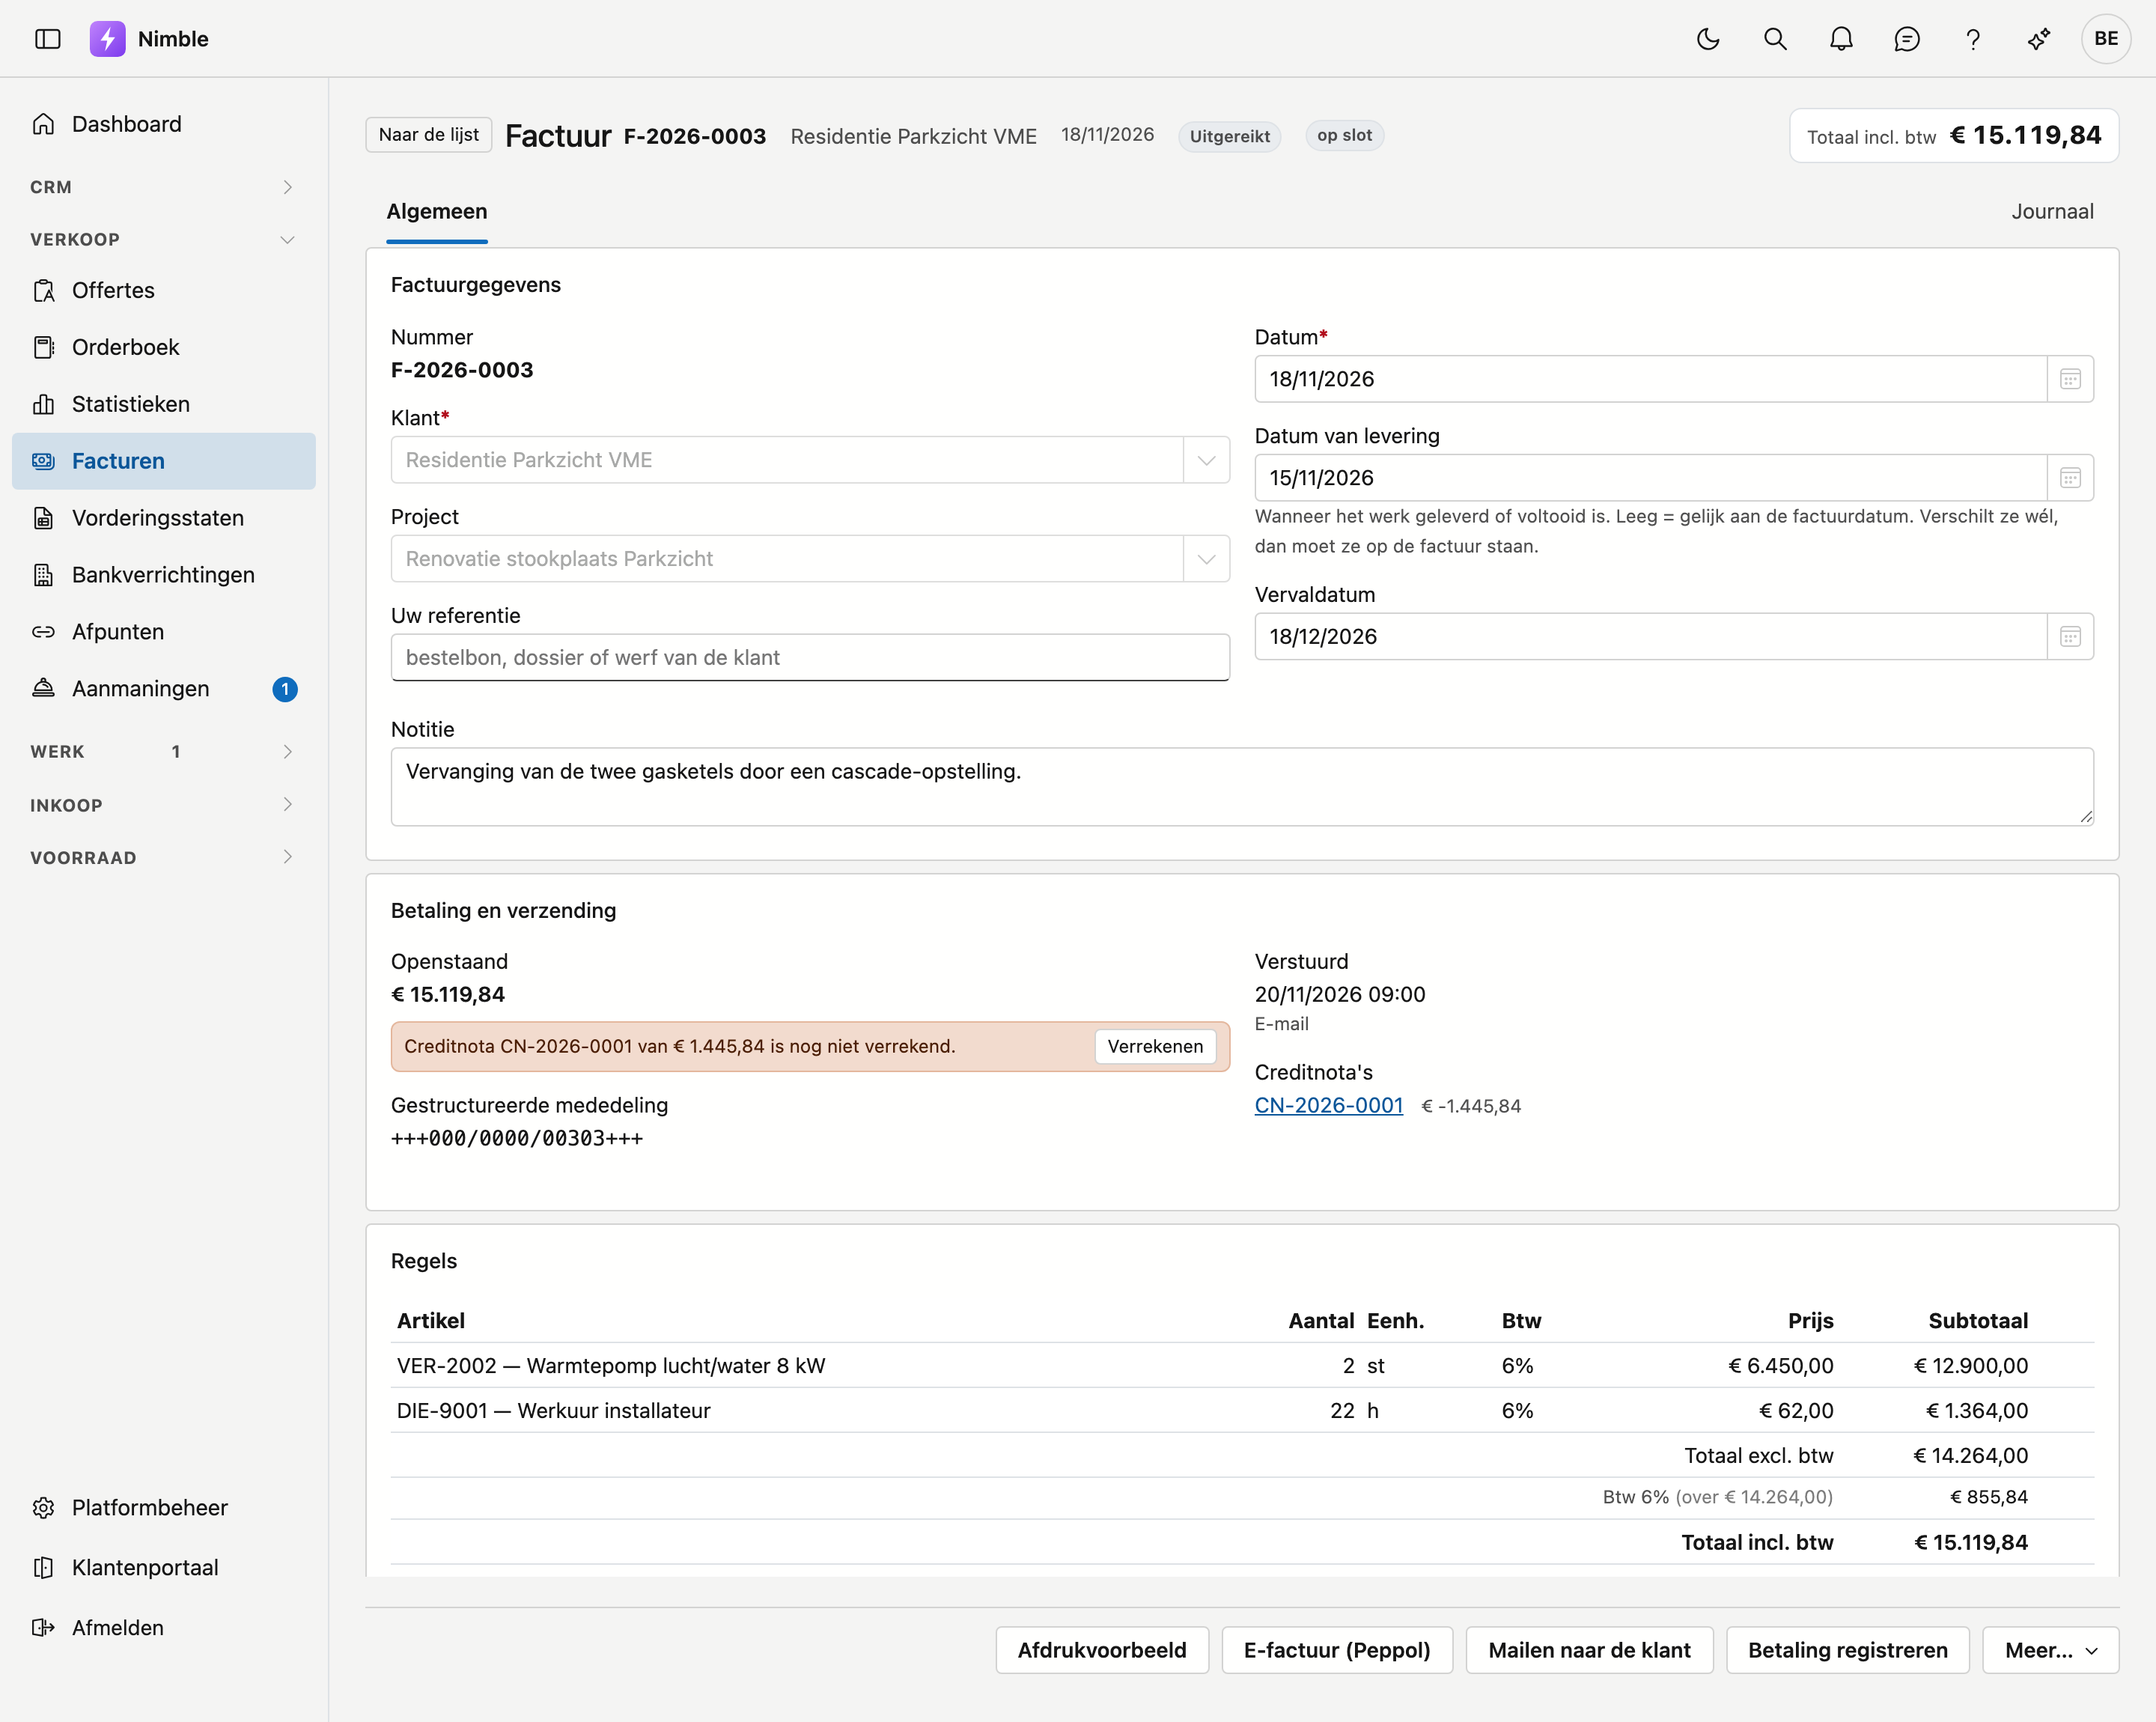 Nimble
BE
Dashboard
CRM
VERKOOP
Offertes
Orderboek
Statistieken
Facturen
Vorderingsstaten
Bankverrichtingen
Afpunten
Aanmaningen 1
WERK 1
INKOOP
VOORRAAD
Platformbeheer
Klantenportaal
Afmelden
Naar de lijst Factuur F-2026-0003 Residentie Parkzicht VME 18/11/2026 Uitgereikt op slot Totaal incl. btw € 15.119,84
Algemeen Journaal
Factuurgegevens
Nummer
F-2026-0003
Klant*
Residentie Parkzicht VME
Project
Renovatie stookplaats Parkzicht
Uw referentie
bestelbon, dossier of werf van de klant
Datum*
18/11/2026
Datum van levering
15/11/2026
Wanneer het werk geleverd of voltooid is. Leeg = gelijk aan de factuurdatum. Verschilt ze wél,
dan moet ze op de factuur staan.
Vervaldatum
18/12/2026
Notitie
Vervanging van de twee gasketels door een cascade-opstelling.
Betaling en verzending
Openstaand
€ 15.119,84
Creditnota CN-2026-0001 van € 1.445,84 is nog niet verrekend. Verrekenen
Gestructureerde mededeling
+++000/0000/00303+++
Verstuurd
20/11/2026 09:00
E-mail
Creditnota's
CN-2026-0001 € -1.445,84
Regels
Artikel Aantal Eenh. Btw Prijs Subtotaal
VER-2002 — Warmtepomp lucht/water 8 kW 2 st 6% € 6.450,00 € 12.900,00
DIE-9001 — Werkuur installateur 22 h 6% € 62,00 € 1.364,00
Totaal excl. btw € 14.264,00
Btw 6% (over € 14.264,00) € 855,84
Totaal incl. btw € 15.119,84
Afdrukvoorbeeld E-factuur (Peppol) Mailen naar de klant Betaling registreren Meer...